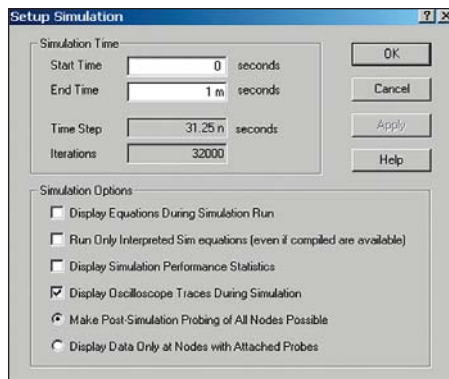 Setup Simulation
Simulation Time
Start Time 0 seconds
End Time 1 m seconds
Time Step 31.25 n seconds
Iterations 32000
OK
Cancel
Apply
Help
Simulation Options
Display Equations During Simulation Run
Run Only Interpreted Sim equations (even if compiled are available)
Display Simulation Performance Statistics
Display Oscilloscope Traces During Simulation
Make Post-Simulation Probing of All Nodes Possible
Display Data Only at Nodes with Attached Probes